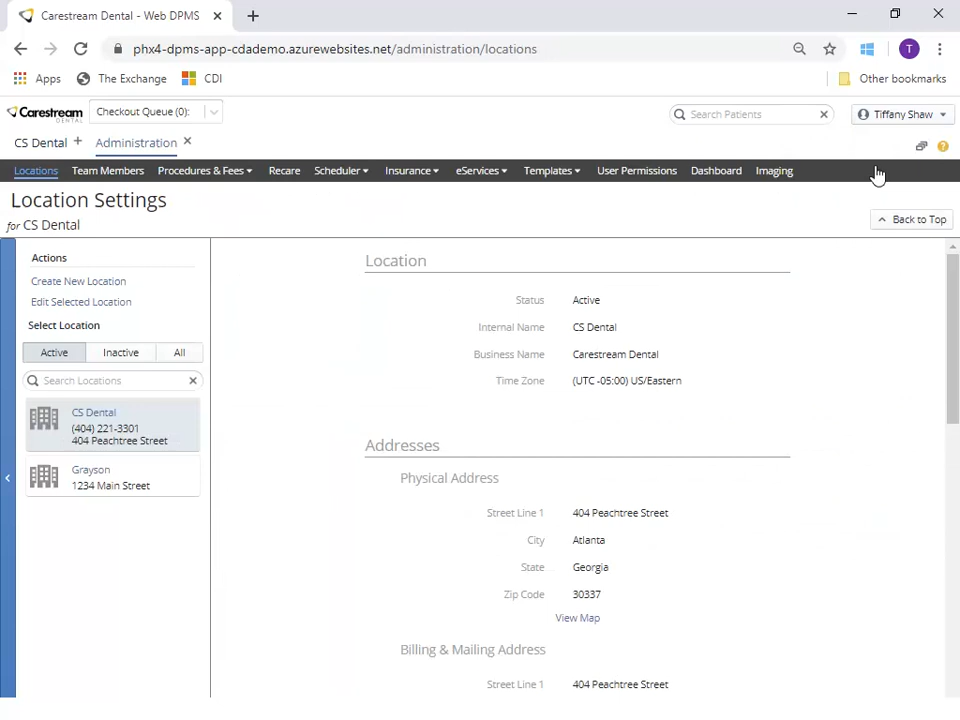 Carestream Dental - Web DPMS
phx4-dpms-app-cdademo.azurewebsites.net/administration/locations
T
Apps The Exchange CDI Other bookmarks
Carestream
DENTAL
Checkout Queue (0):
Search Patients
Tiffany Shaw
CS Dental + Administration
?
Locations Team Members Procedures & Fees Recare Scheduler Insurance eServices Templates User Permissions Dashboard Imaging
Location Settings
for CS Dental
Back to Top
Actions
Create New Location
Edit Selected Location
Select Location
Active Inactive All
Search Locations
CS Dental
(404) 221-3301
404 Peachtree Street
Grayson
1234 Main Street
Location
Status Active
Internal Name CS Dental
Business Name Carestream Dental
Time Zone (UTC -05:00) US/Eastern
Addresses
Physical Address
Street Line 1 404 Peachtree Street
City Atlanta
State Georgia
Zip Code 30337
View Map
Billing & Mailing Address
Street Line 1 404 Peachtree Street